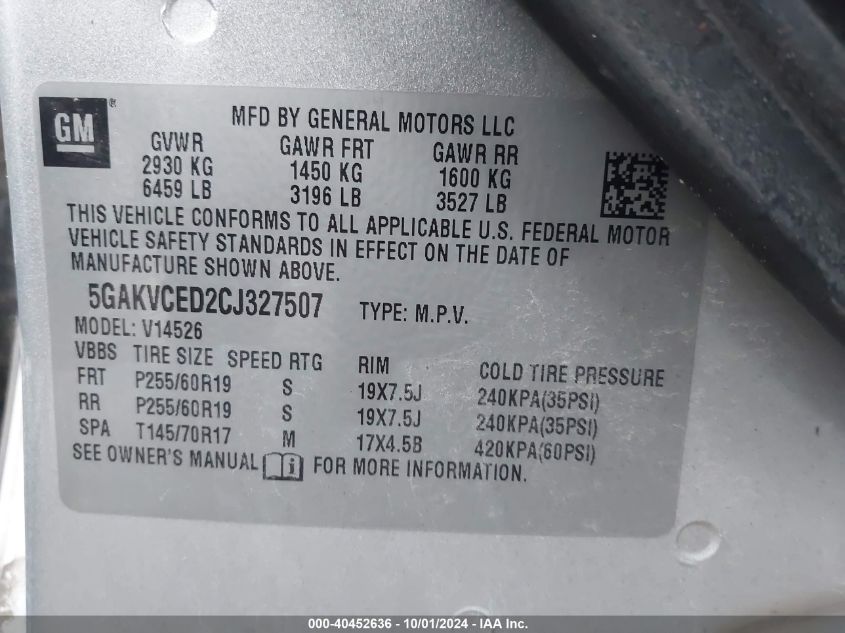 GM ®
MFD BY GENERAL MOTORS LLC
GVWR GAWR FRT GAWR RR
2930 KG 1450 KG 1600 KG
6459 LB 3196 LB 3527 LB
THIS VEHICLE CONFORMS TO ALL APPLICABLE U.S. FEDERAL MOTOR
VEHICLE SAFETY STANDARDS IN EFFECT ON THE DATE OF
MANUFACTURE SHOWN ABOVE.
5GAKVCED2CJ327507 TYPE: M.P.V.
MODEL: V14526
VBBS TIRE SIZE SPEED RTG RIM COLD TIRE PRESSURE
FRT P255/60R19 S 19X7.5J 240KPA(35PSI)
RR P255/60R19 S 19X7.5J 240KPA(35PSI)
SPA T145/70R17 M 17X4.5B 420KPA(60PSI)
SEE OWNER'S MANUAL FOR MORE INFORMATION.
000-40452636 - 10/01/2024 - IAA Inc.